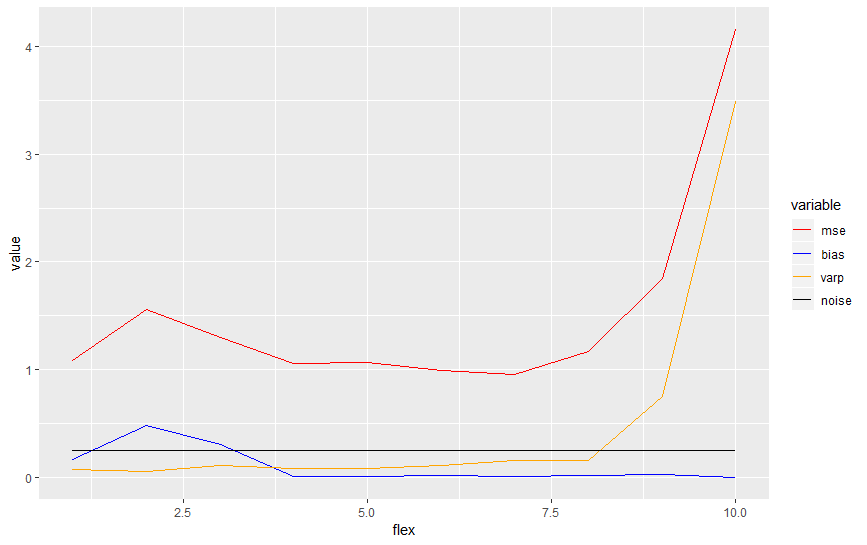 4
3
2
1
0
value
2.5
5.0
7.5
10.0
flex
variable
mse
bias
varp
noise